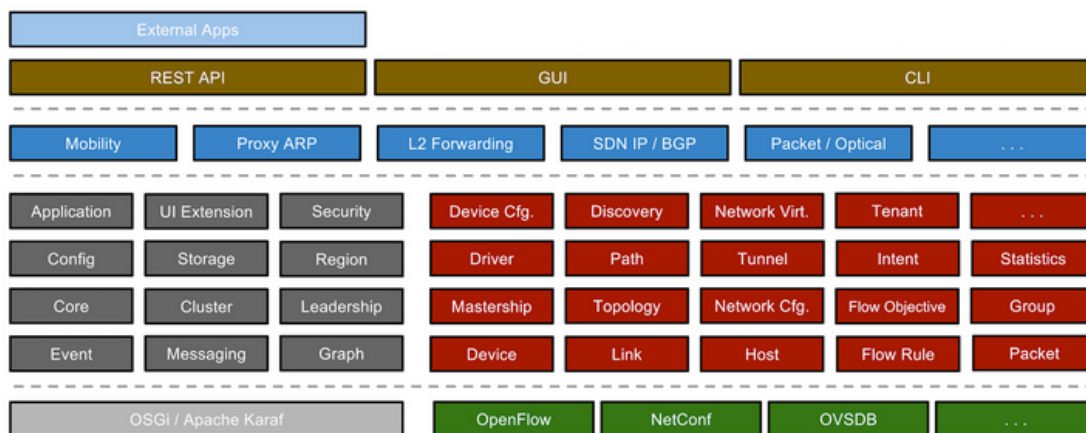 External Apps
REST API GUI CLI
Mobility Proxy ARP L2 Forwarding SDN IP / BGP Packet / Optical . . .
Application UI Extension Security Device Cfg. Discovery Network Virt. Tenant . . .
Config Storage Region Driver Path Tunnel Intent Statistics
Core Cluster Leadership Mastership Topology Network Cfg. Flow Objective Group
Event Messaging Graph Device Link Host Flow Rule Packet
OSGi / Apache Karaf OpenFlow NetConf OVSDB . . .